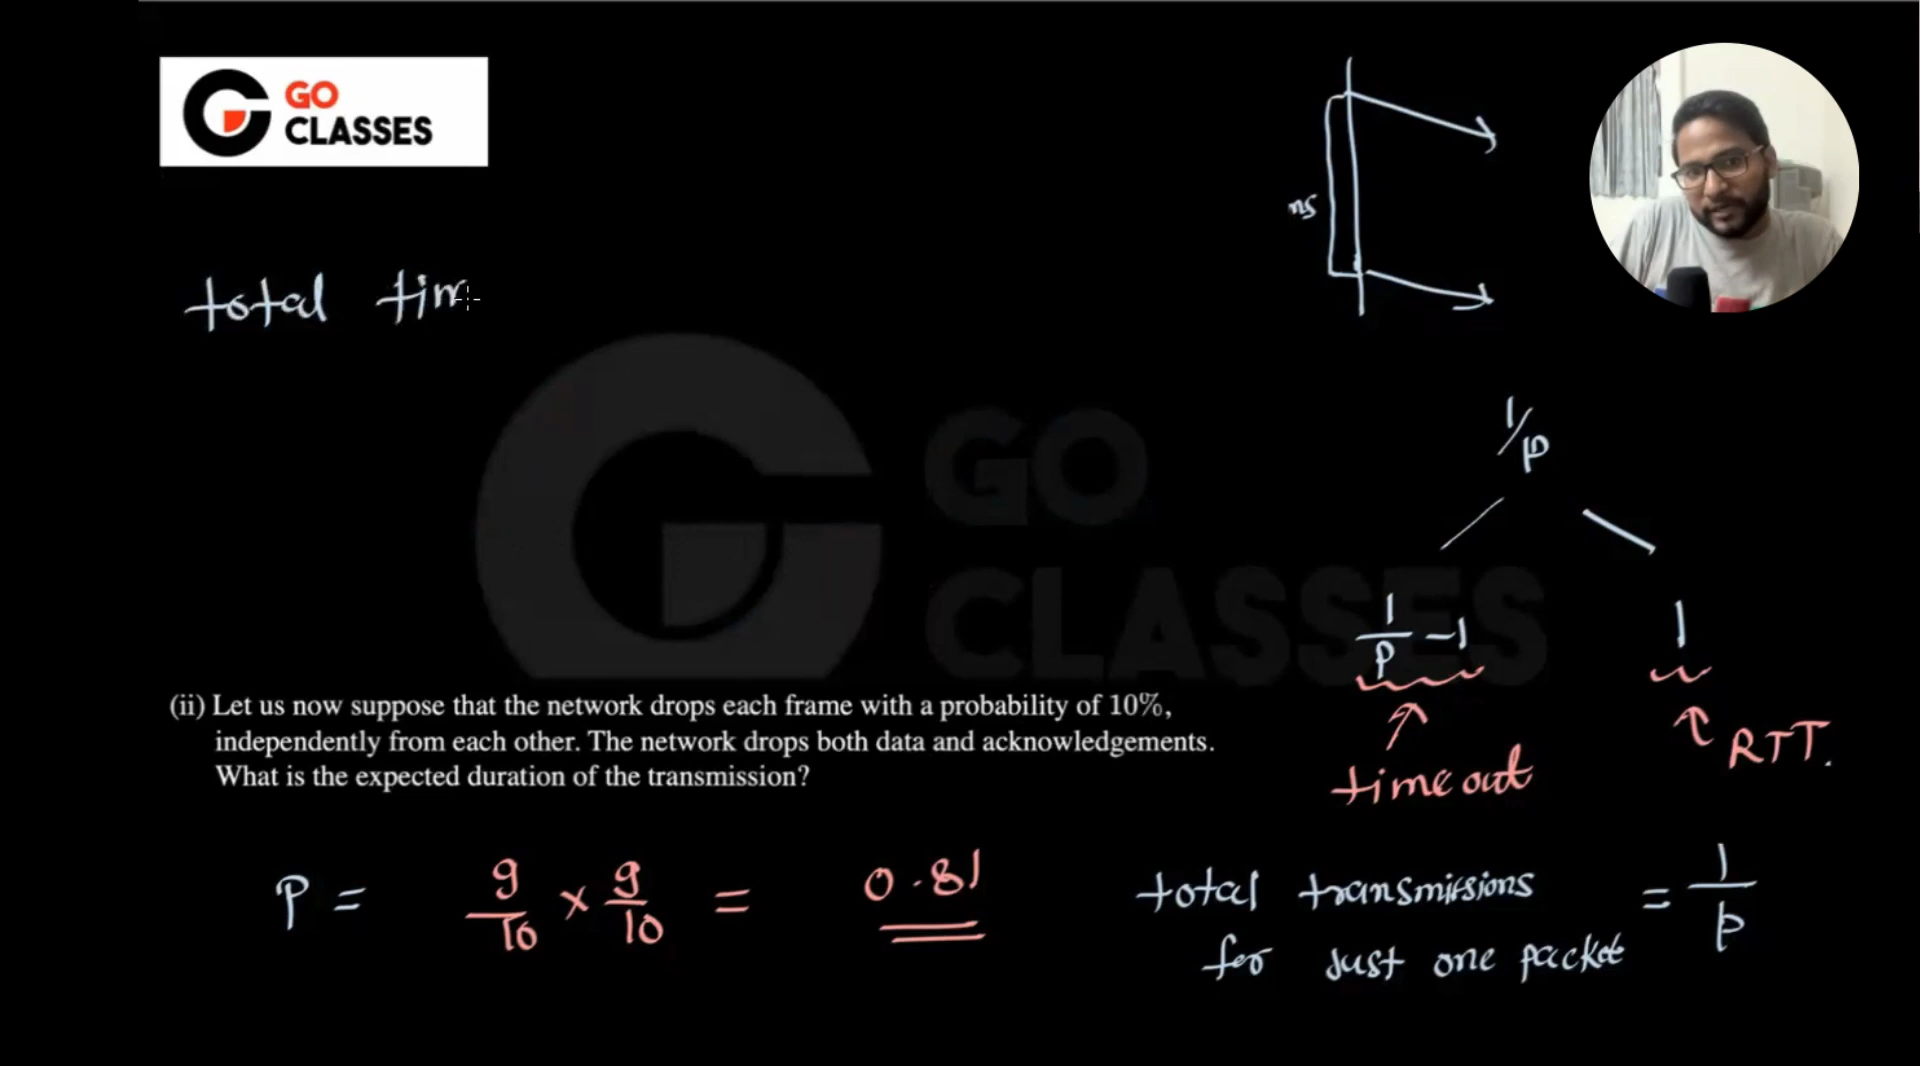 GO
CLASSES
total tim
ns
GO
CLASSES
1/p
1/p - 1
1
timeout
RTT.
(ii) Let us now suppose that the network drops each frame with a probability of 10%,
independently from each other. The network drops both data and acknowledgements.
What is the expected duration of the transmission?
P = 9/10 × 9/10 = 0.81
total transmissions = 1/p
for just one packet